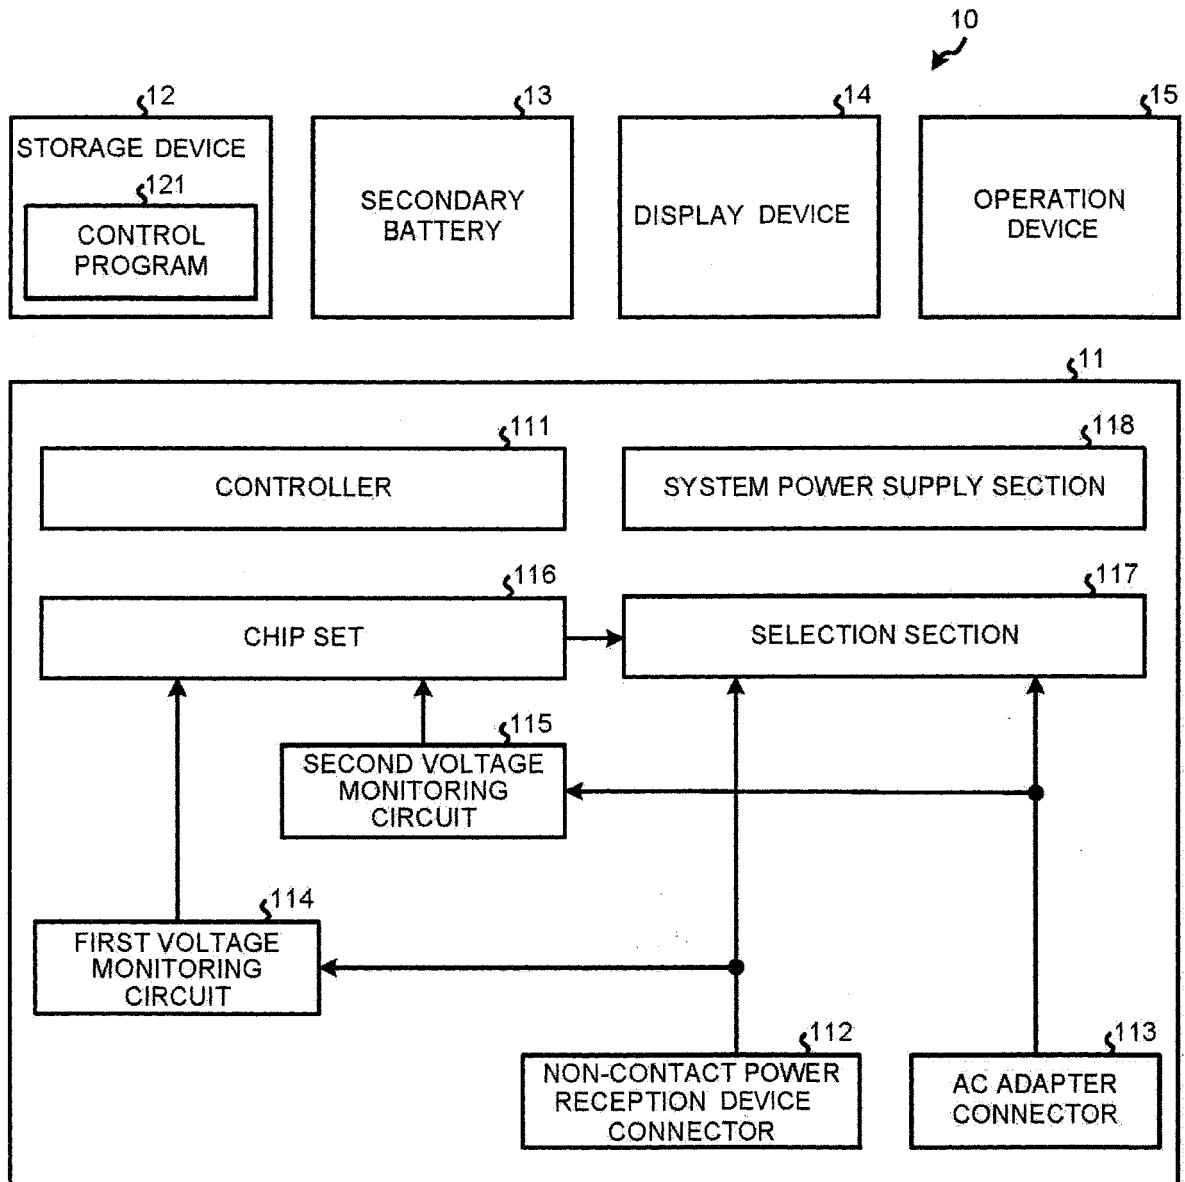 10
12
13
14
15
STORAGE DEVICE
121
CONTROL
PROGRAM
SECONDARY
BATTERY
DISPLAY DEVICE
OPERATION
DEVICE
11
111
118
CONTROLLER
SYSTEM POWER SUPPLY SECTION
116
117
CHIP SET
SELECTION SECTION
115
SECOND VOLTAGE
MONITORING
CIRCUIT
114
FIRST VOLTAGE
MONITORING
CIRCUIT
112
113
NON-CONTACT POWER
RECEPTION DEVICE
CONNECTOR
AC ADAPTER
CONNECTOR